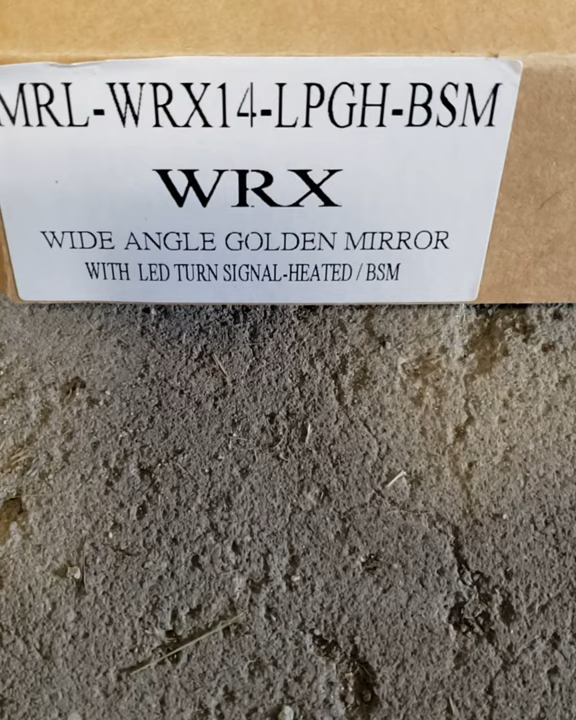 MRL-WRX14-LPGH-BSM
WRX
WIDE ANGLE GOLDEN MIRROR
WITH LED TURN SIGNAL-HEATED / BSM